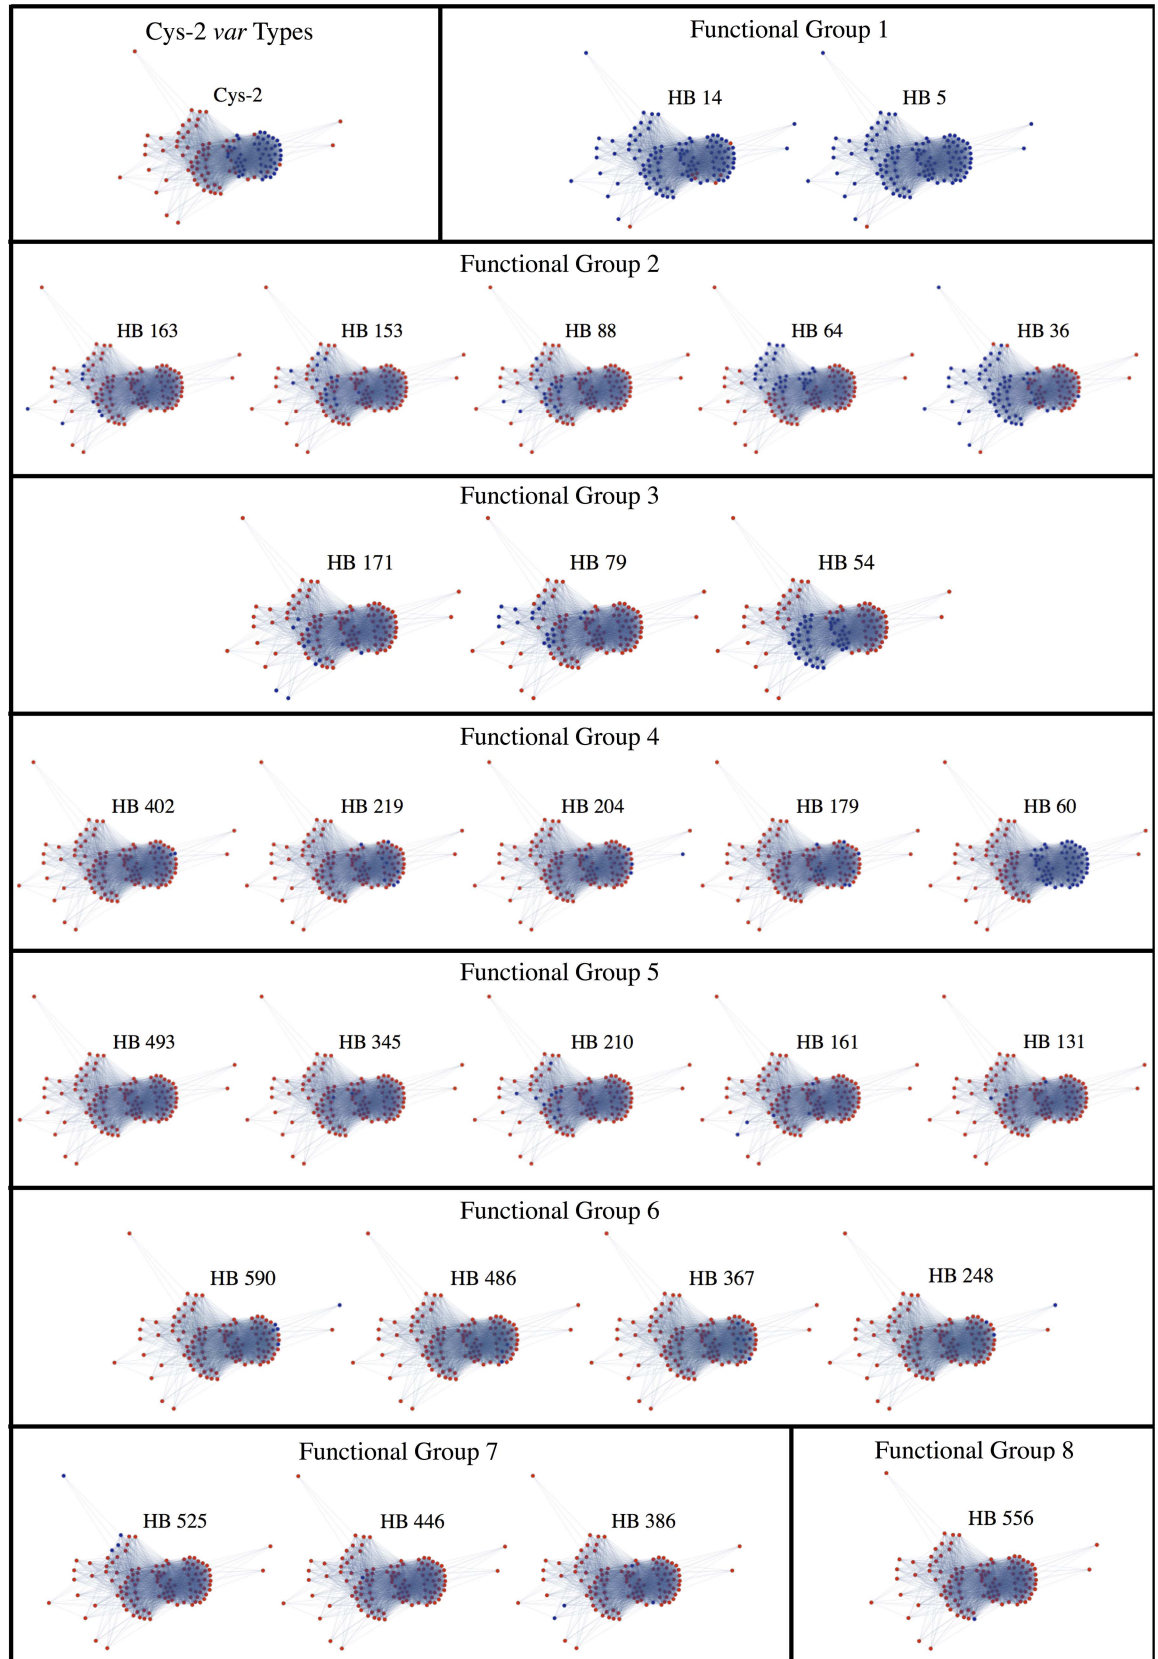 Cys-2 var Types
Cys-2
Functional Group 1
HB 14
HB 5
Functional Group 2
HB 163
HB 153
HB 88
HB 64
HB 36
Functional Group 3
HB 171
HB 79
HB 54
Functional Group 4
HB 402
HB 219
HB 204
HB 179
HB 60
Functional Group 5
HB 493
HB 345
HB 210
HB 161
HB 131
Functional Group 6
HB 590
HB 486
HB 367
HB 248
Functional Group 7
HB 525
HB 446
HB 386
Functional Group 8
HB 556